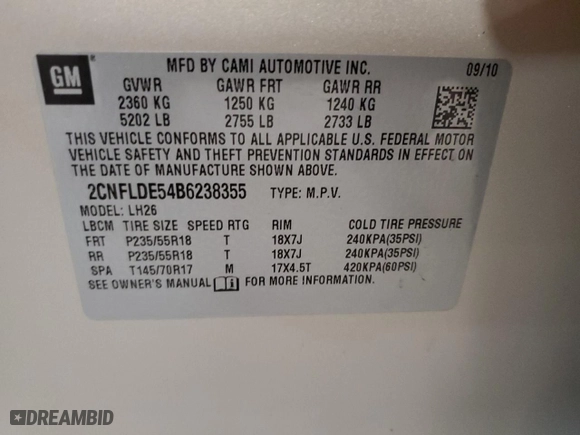 GM
MFD BY CAMI AUTOMOTIVE INC. 09/10
GVWR GAWR FRT GAWR RR
2360 KG 1250 KG 1240 KG
5202 LB 2755 LB 2733 LB
THIS VEHICLE CONFORMS TO ALL APPLICABLE U.S. FEDERAL MOTOR
VEHICLE SAFETY AND THEFT PREVENTION STANDARDS IN EFFECT ON
THE DATE OF MANUFACTURE SHOWN ABOVE.
2CNFLDE54B6238355 TYPE: M.P.V.
MODEL: LH26
LBCM TIRE SIZE SPEED RTG RIM COLD TIRE PRESSURE
FRT P235/55R18 T 18X7J 240KPA(35PSI)
RR P235/55R18 T 18X7J 240KPA(35PSI)
SPA T145/70R17 M 17X4.5T 420KPA(60PSI)
SEE OWNER'S MANUAL FOR MORE INFORMATION.
DREAMBID